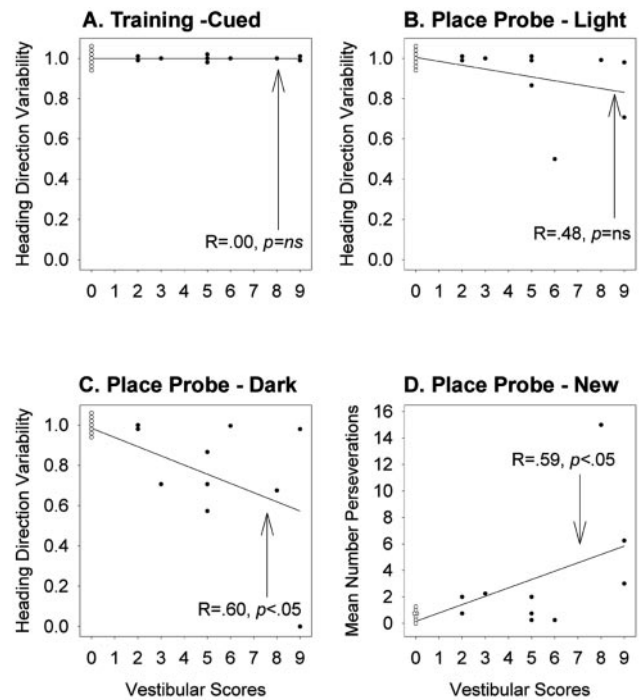 A. Training -Cued
Heading Direction Variability
1.0
0.8
0.6
0.4
0.2
0.0
R=.00, p=ns
0 1 2 3 4 5 6 7 8 9
B. Place Probe - Light
Heading Direction Variability
1.0
0.8
0.6
0.4
0.2
0.0
R=.48, p=ns
0 1 2 3 4 5 6 7 8 9
C. Place Probe - Dark
Heading Direction Variability
1.0
0.8
0.6
0.4
0.2
0.0
R=.60, p<.05
0 1 2 3 4 5 6 7 8 9
Vestibular Scores
D. Place Probe - New
Mean Number Perseverations
16
14
12
10
8
6
4
2
0
R=.59, p<.05
0 1 2 3 4 5 6 7 8 9
Vestibular Scores